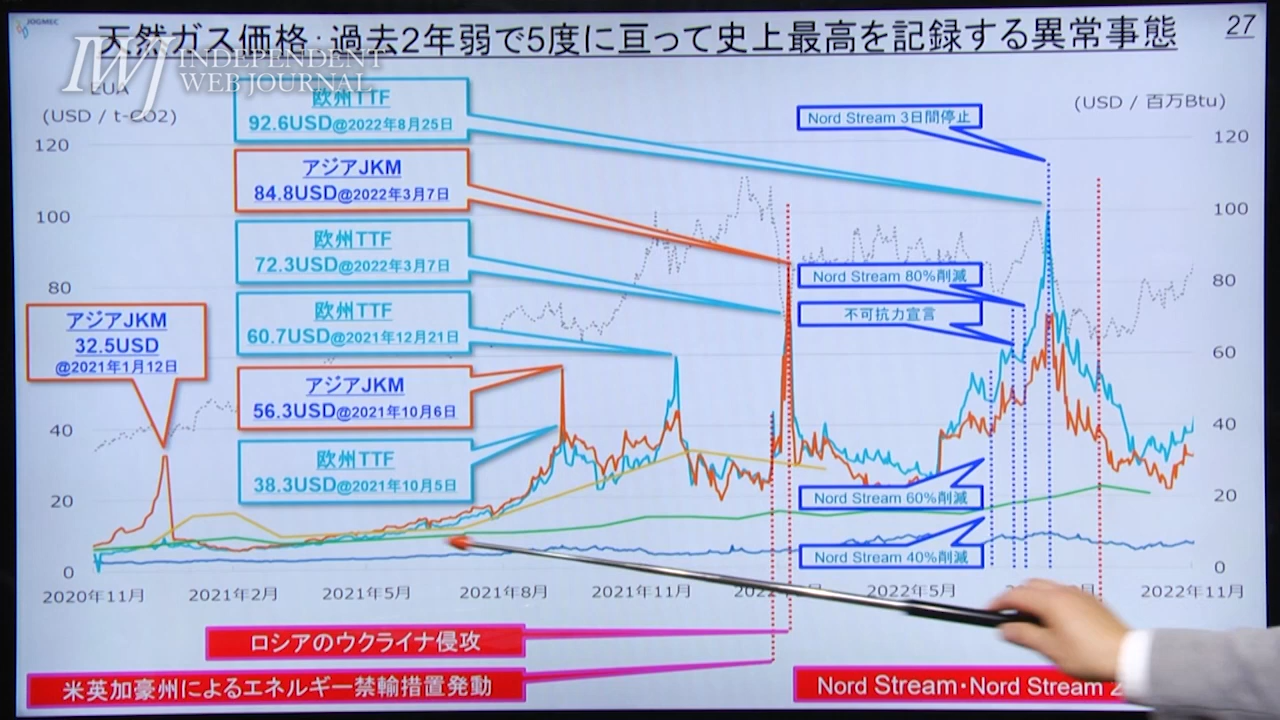 JOGMEC
天然ガス価格:過去2年弱で5度に亘って史上最高を記録する異常事態
27
IWJ INDEPENDENT
WEB JOURNAL
EUA
(USD / t-CO2)
(USD / 百万Btu)
欧州TTF
92.6USD@2022年8月25日
アジアJKM
84.8USD@2022年3月7日
欧州TTF
72.3USD@2022年3月7日
欧州TTF
60.7USD@2021年12月21日
アジアJKM
32.5USD
@2021年1月12日
アジアJKM
56.3USD@2021年10月6日
欧州TTF
38.3USD@2021年10月5日
Nord Stream 3日間停止
Nord Stream 80%削減
不可抗力宣言
Nord Stream 60%削減
Nord Stream 40%削減
120
100
80
60
40
20
0
120
100
80
40
20
0
2020年11月
2021年2月
2021年5月
2021年8月
2021年11月
2022年5月
2022年11月
ロシアのウクライナ侵攻
米英加豪州によるエネルギー禁輸措置発動
Nord Stream・Nord Stream 2